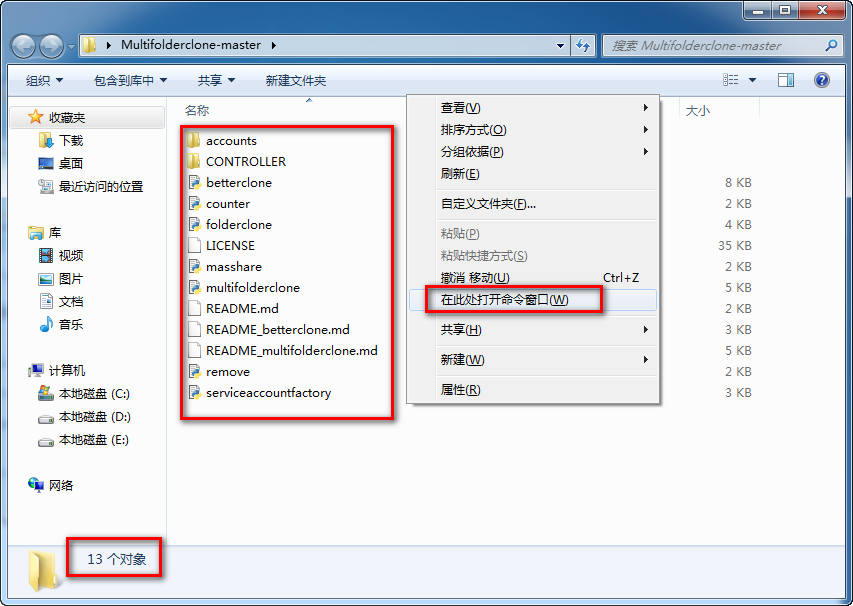 Multifolderclone-master
搜索 Multifolderclone-master
组织 包含到库中 共享 新建文件夹
收藏夹
下载
桌面
最近访问的位置
库
视频
图片
文档
音乐
计算机
本地磁盘 (C:)
本地磁盘 (D:)
本地磁盘 (E:)
网络
名称
accounts
CONTROLLER
betterclone
counter
folderclone
LICENSE
masshare
multifolderclone
README.md
README_betterclone.md
README_multifolderclone.md
remove
serviceaccountfactory
查看(V)
排序方式(O)
分组依据(P)
刷新(E)
自定义文件夹(F)...
粘贴(P)
粘贴快捷方式(S)
撤消 移动(U) Ctrl+Z
在此处打开命令窗口(W)
共享(H)
新建(W)
属性(R)
大小
8 KB
2 KB
4 KB
35 KB
2 KB
5 KB
2 KB
3 KB
5 KB
2 KB
3 KB
13 个对象